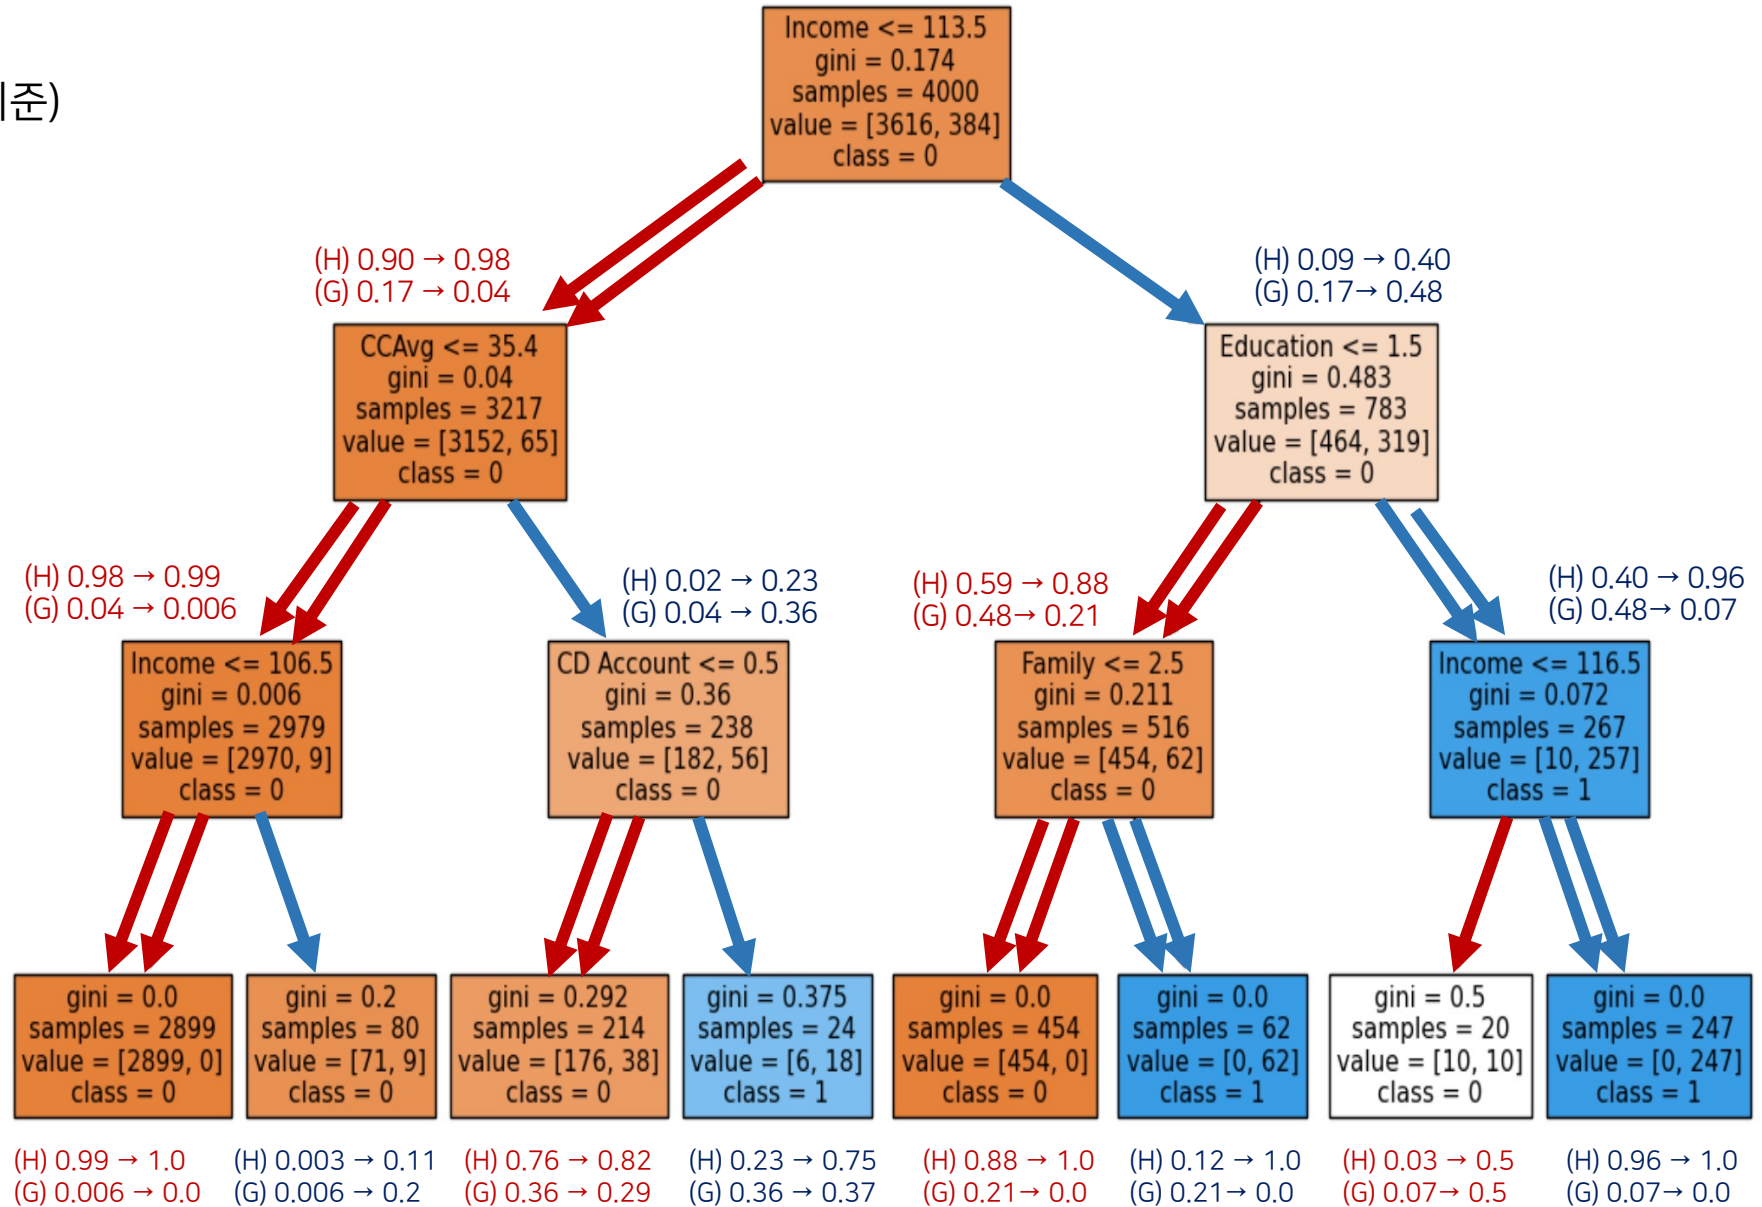 기준)
Income <= 113.5
gini = 0.174
samples = 4000
value = [3616, 384]
class = 0
(H) 0.90 → 0.98
(G) 0.17 → 0.04
(H) 0.09 → 0.40
(G) 0.17→ 0.48
CCAvg <= 35.4
gini = 0.04
samples = 3217
value = [3152, 65]
class = 0
Education <= 1.5
gini = 0.483
samples = 783
value = [464, 319]
class = 0
(H) 0.98 → 0.99
(G) 0.04 → 0.006
(H) 0.02 → 0.23
(G) 0.04 → 0.36
(H) 0.59 → 0.88
(G) 0.48→ 0.21
(H) 0.40 → 0.96
(G) 0.48→ 0.07
Income <= 106.5
gini = 0.006
samples = 2979
value = [2970, 9]
class = 0
CD Account <= 0.5
gini = 0.36
samples = 238
value = [182, 56]
class = 0
Family <= 2.5
gini = 0.211
samples = 516
value = [454, 62]
class = 0
Income <= 116.5
gini = 0.072
samples = 267
value = [10, 257]
class = 1
gini = 0.0
samples = 2899
value = [2899, 0]
class = 0
gini = 0.2
samples = 80
value = [71, 9]
class = 0
gini = 0.292
samples = 214
value = [176, 38]
class = 0
gini = 0.375
samples = 24
value = [6, 18]
class = 1
gini = 0.0
samples = 454
value = [454, 0]
class = 0
gini = 0.0
samples = 62
value = [0, 62]
class = 1
gini = 0.5
samples = 20
value = [10, 10]
class = 0
gini = 0.0
samples = 247
value = [0, 247]
class = 1
(H) 0.99 → 1.0
(G) 0.006 → 0.0
(H) 0.003 → 0.11
(G) 0.006 → 0.2
(H) 0.76 → 0.82
(G) 0.36 → 0.29
(H) 0.23 → 0.75
(G) 0.36 → 0.37
(H) 0.88 → 1.0
(G) 0.21→ 0.0
(H) 0.12 → 1.0
(G) 0.21→ 0.0
(H) 0.03 → 0.5
(G) 0.07→ 0.5
(H) 0.96 → 1.0
(G) 0.07→ 0.0